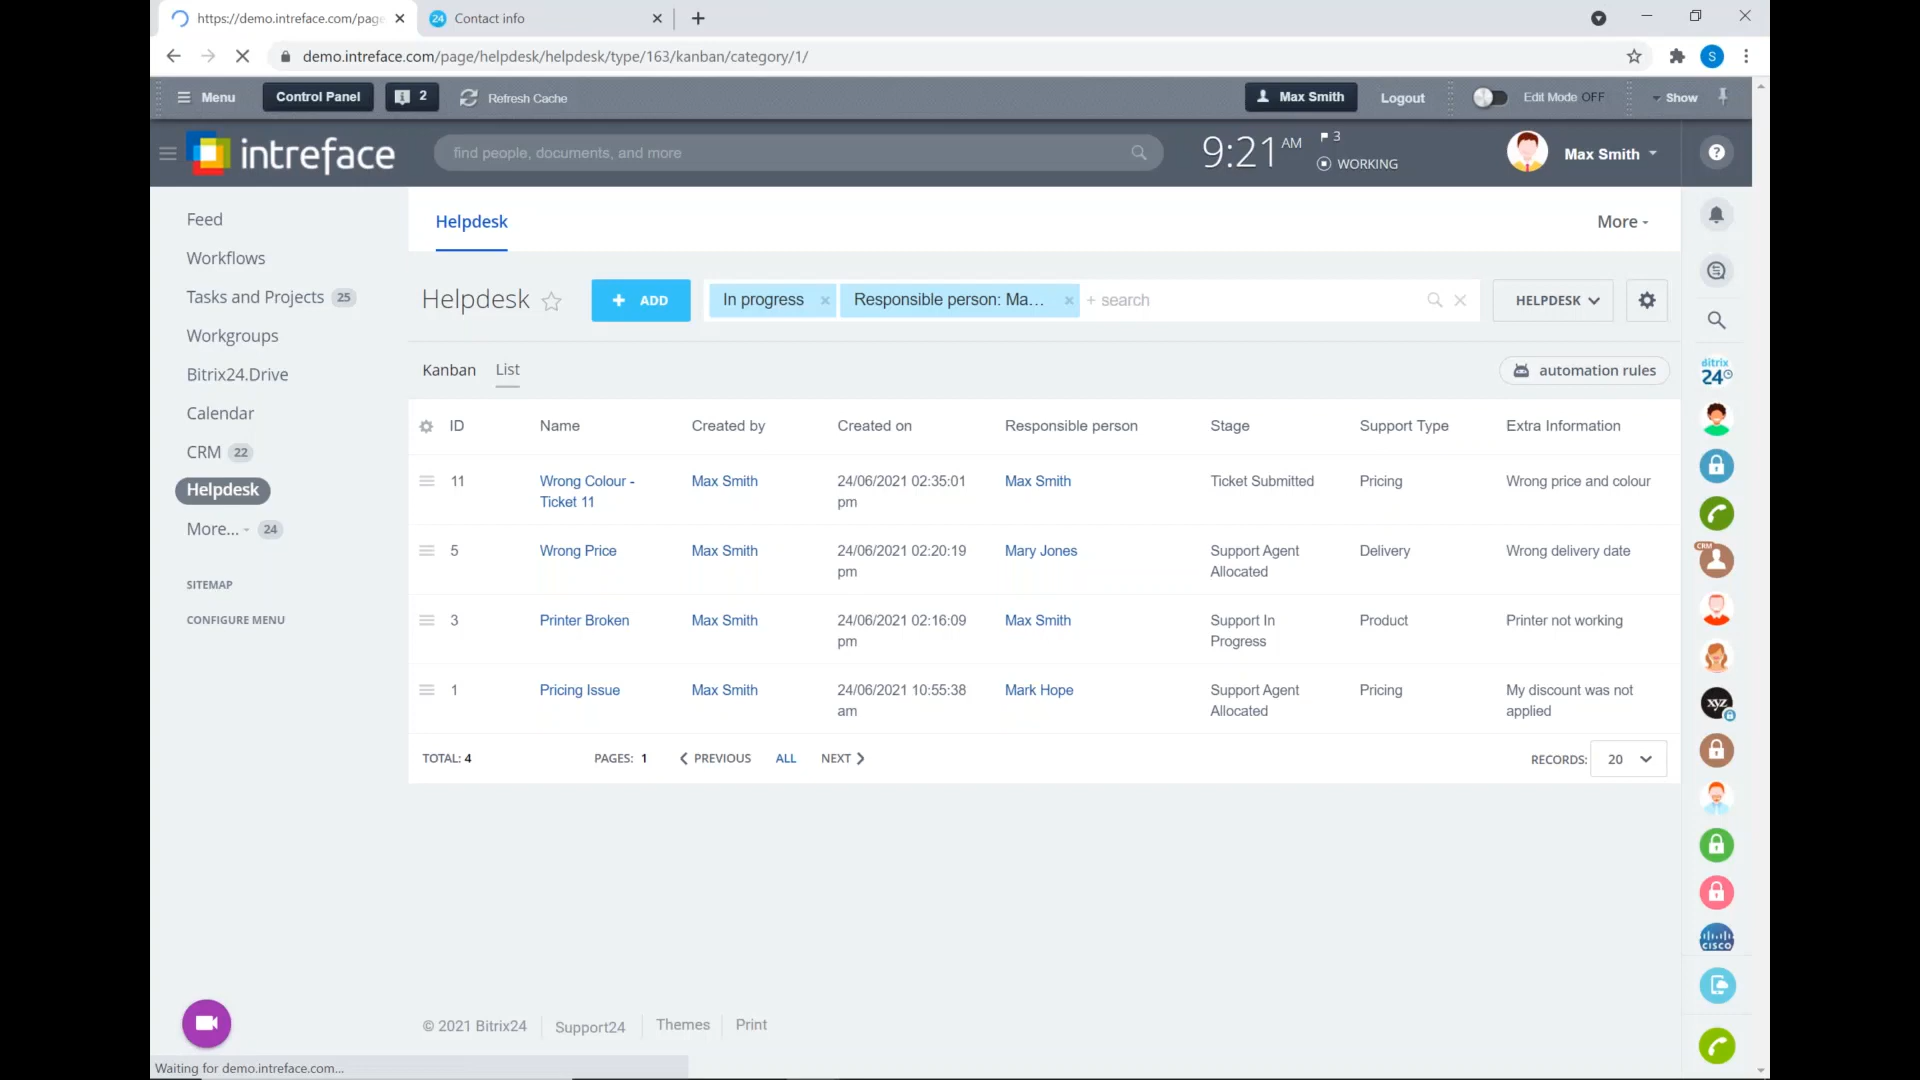 https://demo.intreface.com/page
24 Contact info
demo.intreface.com/page/helpdesk/helpdesk/type/163/kanban/category/1/
S
Menu
Control Panel
2
Refresh Cache
Max Smith
Logout
Edit Mode OFF
Show
intreface
find people, documents, and more
9:21 AM
3
WORKING
Max Smith
?
Feed
Workflows
Tasks and Projects 25
Workgroups
Bitrix24.Drive
Calendar
CRM 22
Helpdesk
More... 24
SITEMAP
CONFIGURE MENU
Helpdesk
More
Helpdesk
+ ADD
In progress ×
Responsible person: Ma... ×
+ search
HELPDESK
Kanban
List
automation rules
ID Name Created by Created on Responsible person Stage Support Type Extra Information
11 Wrong Colour - Max Smith 24/06/2021 02:35:01 Max Smith Ticket Submitted Pricing Wrong price and colour
Ticket 11 pm
5 Wrong Price Max Smith 24/06/2021 02:20:19 Mary Jones Support Agent Delivery Wrong delivery date
pm Allocated
3 Printer Broken Max Smith 24/06/2021 02:16:09 Max Smith Support In Product Printer not working
pm Progress
1 Pricing Issue Max Smith 24/06/2021 10:55:38 Mark Hope Support Agent Pricing My discount was not
am Allocated applied
TOTAL: 4
PAGES: 1
PREVIOUS
ALL
NEXT
RECORDS: 20
© 2021 Bitrix24
Support24
Themes
Print
24
CRM
xyz
CISCO
Waiting for demo.intreface.com...